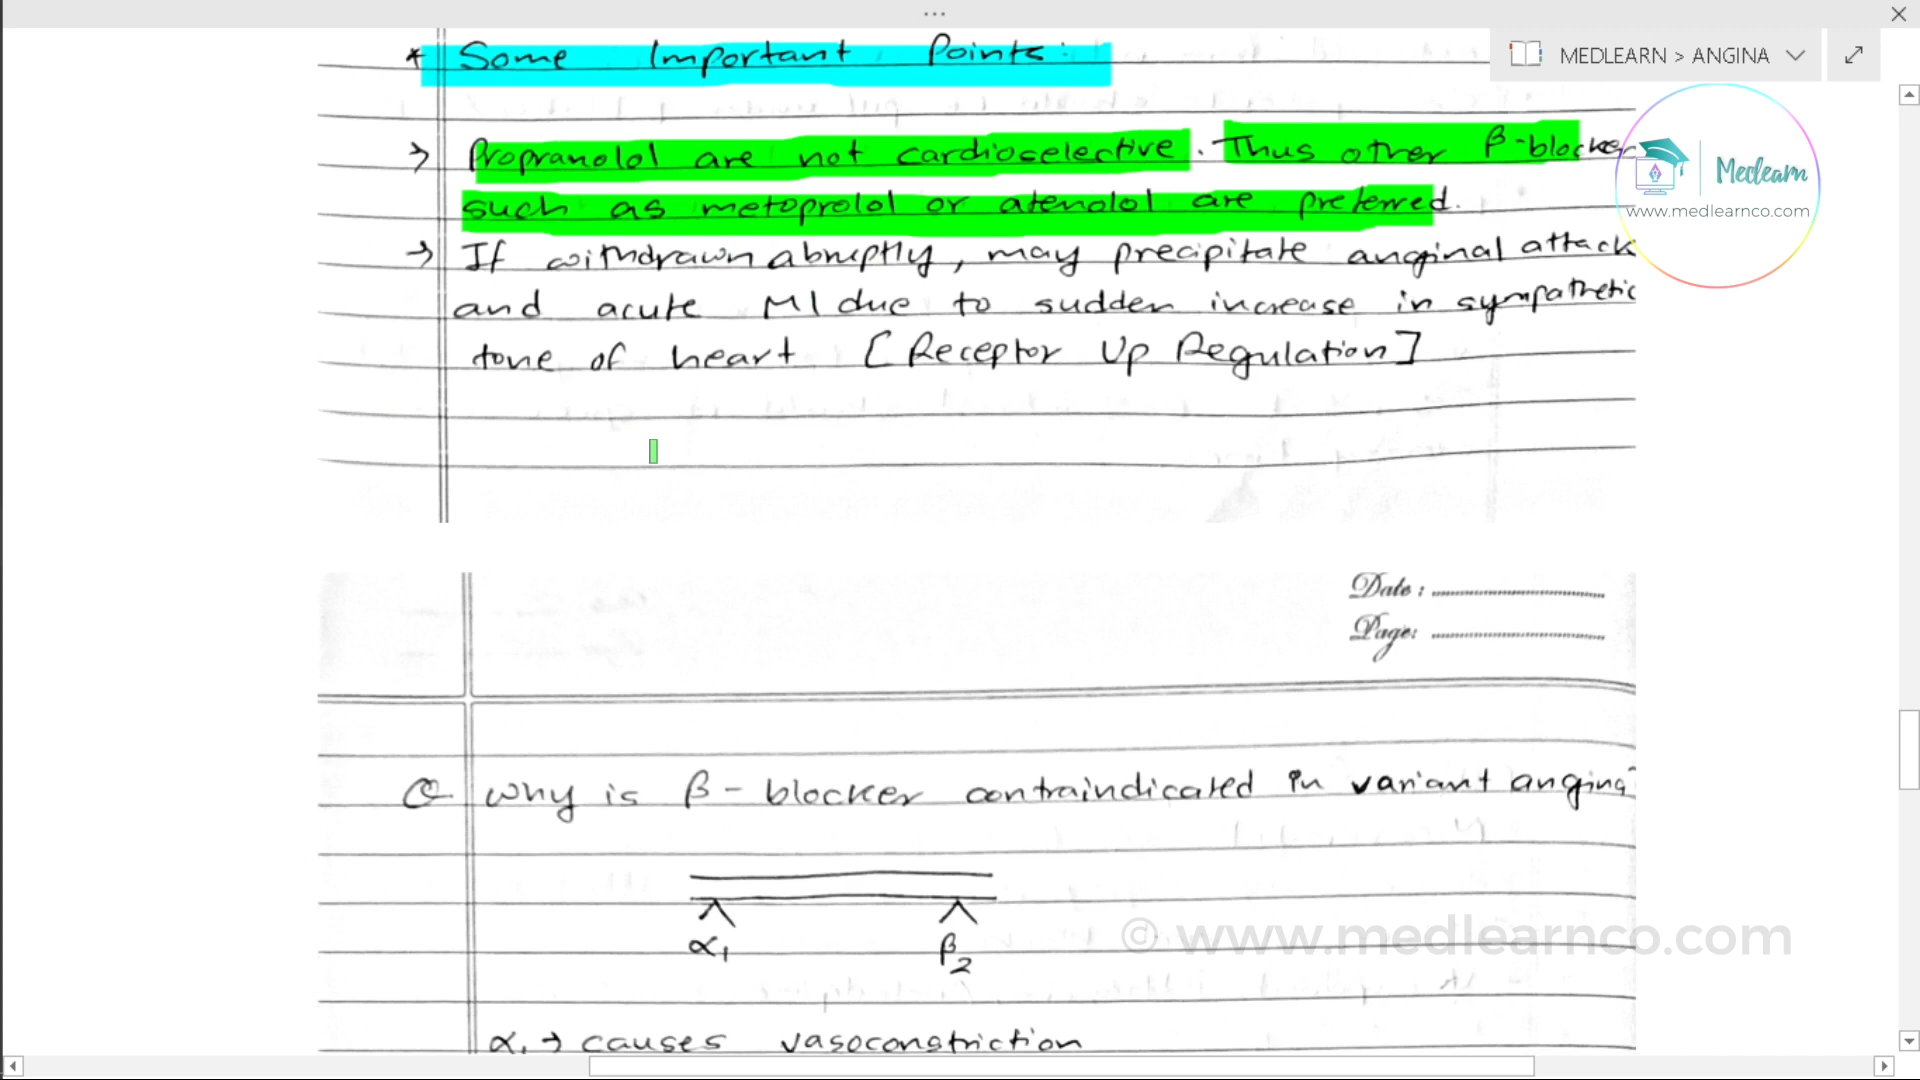 ...
MEDLEARN > ANGINA
* Some Important Points:
→ Propranolol are not cardioselective. Thus other β-blocker
such as metoprolol or atenolol are preferred.
→ If withdrawn abruptly, may precipitate anginal attack
and acute MI due to sudden increase in sympathetic
tone of heart [Receptor Up Regulation]
Medlearn
www.medlearnco.com
Date:
Page:
Q Why is β-blocker contraindicated in variant angina?
α1 β2
© www.medlearnco.com
α1 → causes vasoconstriction